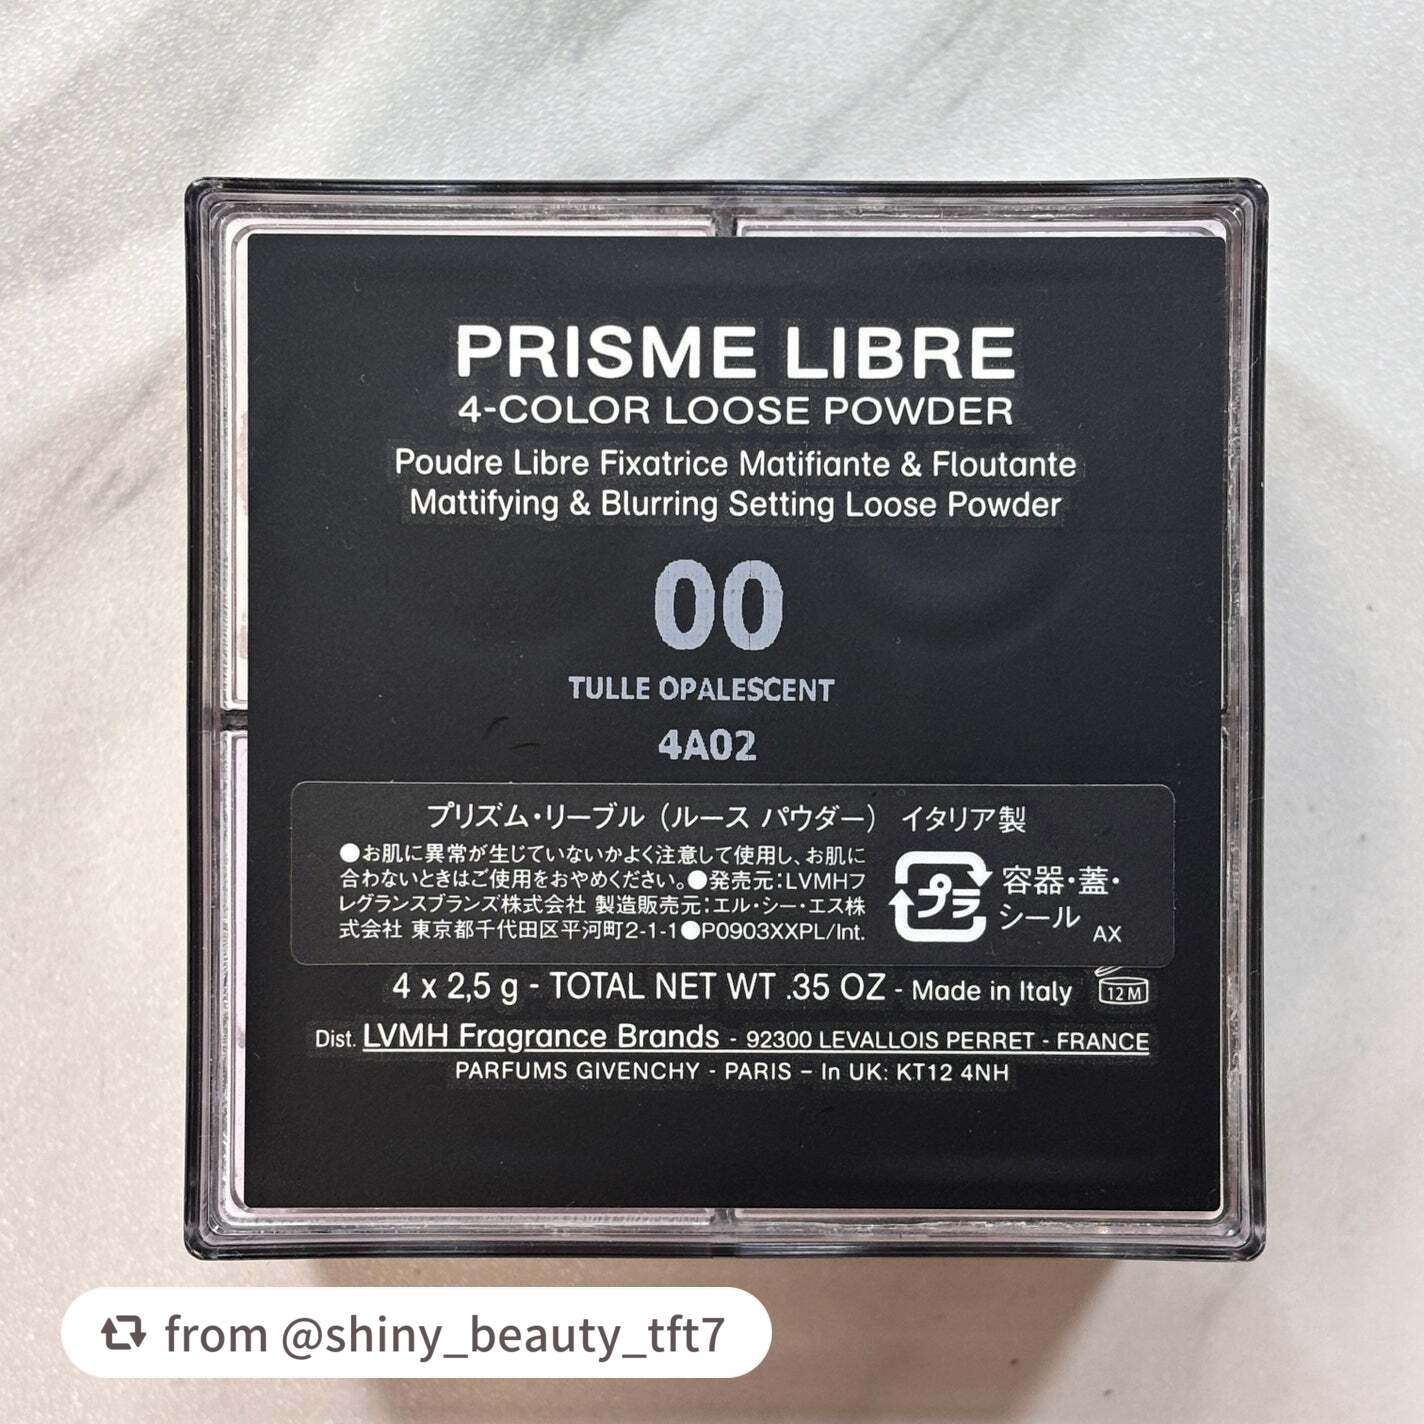 PRISME LIBRE
4-COLOR LOOSE POWDER
Poudre Libre Fixatrice Matifiante & Floutante
Mattifying & Blurring Setting Loose Powder
00
TULLE OPALESCENT
4A02
プリズム・リーブル（ルース パウダー） イタリア製
●お肌に異常が生じていないかよく注意して使用し、お肌に
合わないときはご使用をおやめください。●発売元：LVMHフ
レグランスブランズ株式会社 製造販売元：エル・シー・エス株
式会社 東京都千代田区平河町2-1-1●P0903XXPL/Int.
プラ
容器・蓋・
シール
AX
4 x 2,5 g - TOTAL NET WT .35 OZ - Made in Italy
12 M
Dist. LVMH Fragrance Brands - 92300 LEVALLOIS PERRET - FRANCE
PARFUMS GIVENCHY - PARIS – In UK: KT12 4NH
from @shiny_beauty_tft7